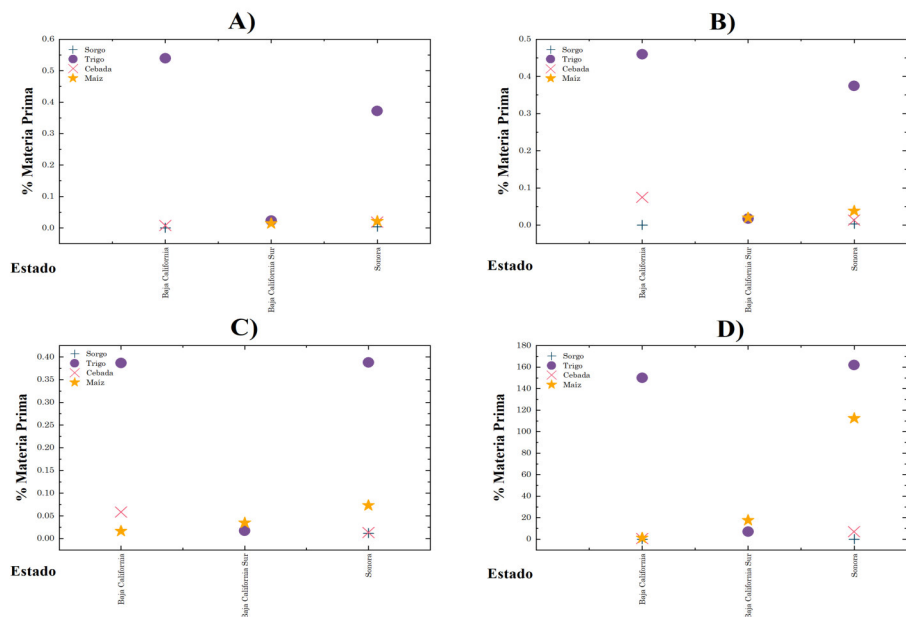 A)
% Materia Prima
0.6
0.5
0.4
0.3
0.2
0.1
0.0
Sorgo
Trigo
Cebada
Maíz
Estado
Baja California
Baja California Sur
Sonora
B)
% Materia Prima
0.5
0.4
0.3
0.2
0.1
0.0
Sorgo
Trigo
Cebada
Maíz
Estado
Baja California
Baja California Sur
Sonora
C)
% Materia Prima
0.40
0.35
0.30
0.25
0.20
0.15
0.10
0.05
0.00
Sorgo
Trigo
Cebada
Maíz
Estado
Baja California
Baja California Sur
Sonora
D)
% Materia Prima
180
160
140
120
100
80
60
40
20
0
Sorgo
Trigo
Cebada
Maíz
Estado
Baja California
Baja California Sur
Sonora